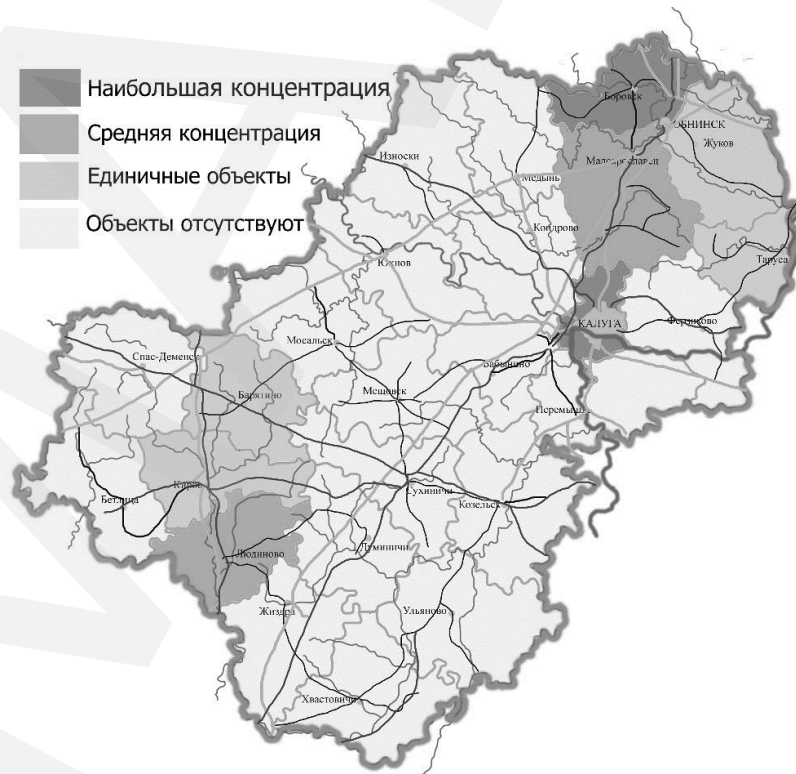 Наибольшая концентрация
Средняя концентрация
Единичные объекты
Объекты отсутствуют
Боровск
ОБНИНСК
Жуков
Малоярославец
Износки
Медынь
Кондрово
Таруса
Юхнов
КАЛУГА
Ферзиково
Мосальск
Спас-Деменск
Бабынино
Мещовск
Барятино
Перемышль
Киров
Бетлица
Сухиничи
Козельск
Людиново
Думиничи
Жиздра
Ульяново
Хвастовичи